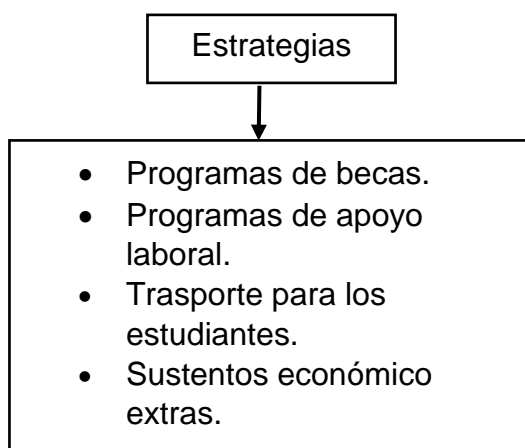 Estrategias
• Programas de becas.
• Programas de apoyo
laboral.
• Trasporte para los
estudiantes.
• Sustentos económico
extras.